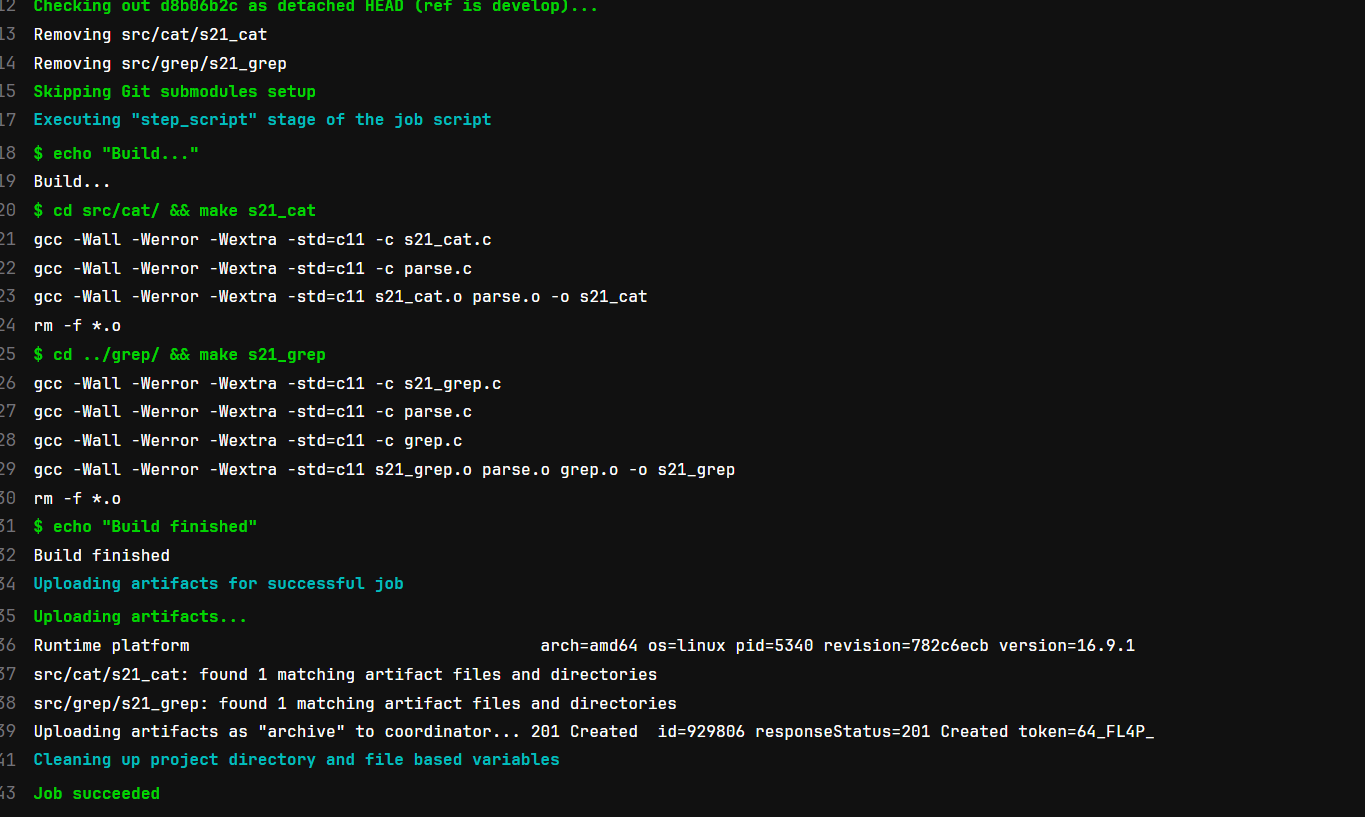 12 Checking out d8b06b2c as detached HEAD (ref is develop)...
13 Removing src/cat/s21_cat
14 Removing src/grep/s21_grep
15 Skipping Git submodules setup
17 Executing "step_script" stage of the job script
18 $ echo "Build..."
19 Build...
20 $ cd src/cat/ && make s21_cat
21 gcc -Wall -Werror -Wextra -std=c11 -c s21_cat.c
22 gcc -Wall -Werror -Wextra -std=c11 -c parse.c
23 gcc -Wall -Werror -Wextra -std=c11 s21_cat.o parse.o -o s21_cat
24 rm -f *.o
25 $ cd ../grep/ && make s21_grep
26 gcc -Wall -Werror -Wextra -std=c11 -c s21_grep.c
27 gcc -Wall -Werror -Wextra -std=c11 -c parse.c
28 gcc -Wall -Werror -Wextra -std=c11 -c grep.c
29 gcc -Wall -Werror -Wextra -std=c11 s21_grep.o parse.o grep.o -o s21_grep
30 rm -f *.o
31 $ echo "Build finished"
32 Build finished
34 Uploading artifacts for successful job
35 Uploading artifacts...
36 Runtime platform arch=amd64 os=linux pid=5340 revision=782c6ecb version=16.9.1
37 src/cat/s21_cat: found 1 matching artifact files and directories
38 src/grep/s21_grep: found 1 matching artifact files and directories
39 Uploading artifacts as "archive" to coordinator... 201 Created id=929806 responseStatus=201 Created token=64_FL4P_
41 Cleaning up project directory and file based variables
43 Job succeeded